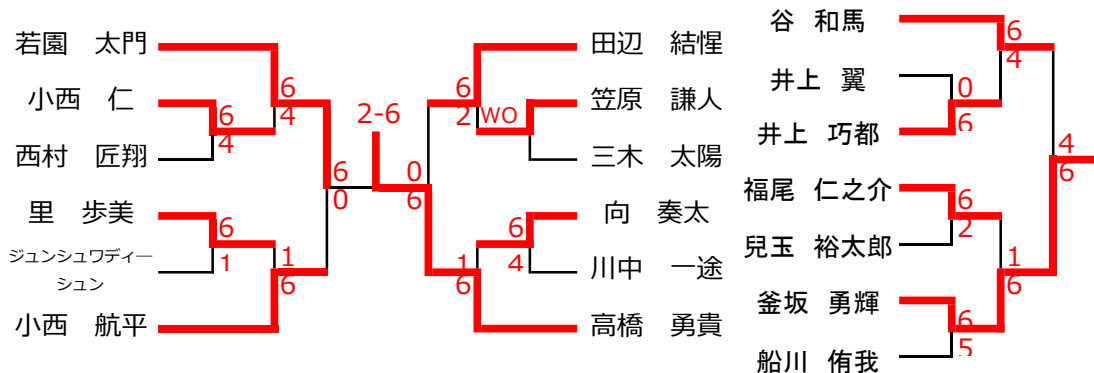 若園 太門
小西 仁
西村 匠翔
里 歩美
ジュンシュワディー
シュン
小西 航平
6
4
6
4
6
1
1
6
6
0
2-6
0
6
6
2
WO
6
4
1
6
田辺 結惺
笠原 謙人
三木 太陽
向 奏太
川中 一途
高橋 勇貴
谷 和馬
井上 翼
井上 巧都
福尾 仁之介
兒玉 裕太郎
釜坂 勇輝
船川 侑我
6
4
0
6
6
2
1
6
6
5
4
6